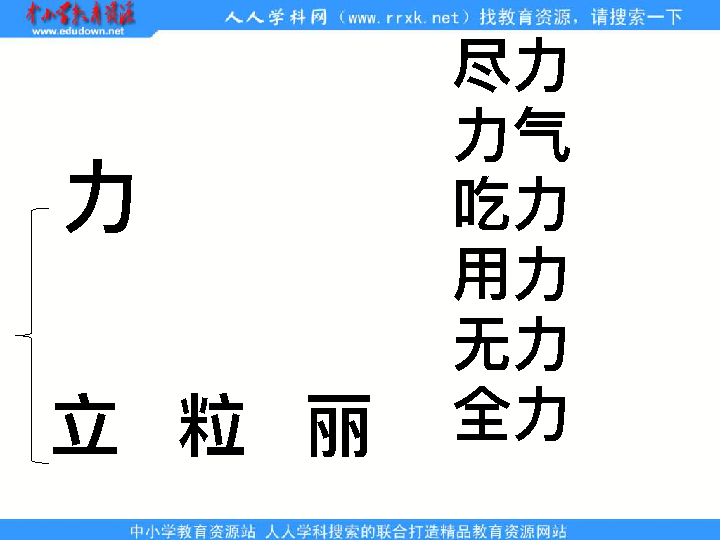 中小学教育资源
www.edudown.net
人人学科网（www.rrxk.net）找教育资源，请搜索一下
尽力
力气
吃力
用力
无力
全力
力
立 粒 丽
中小学教育资源站 人人学科搜索的联合打造精品教育资源网站